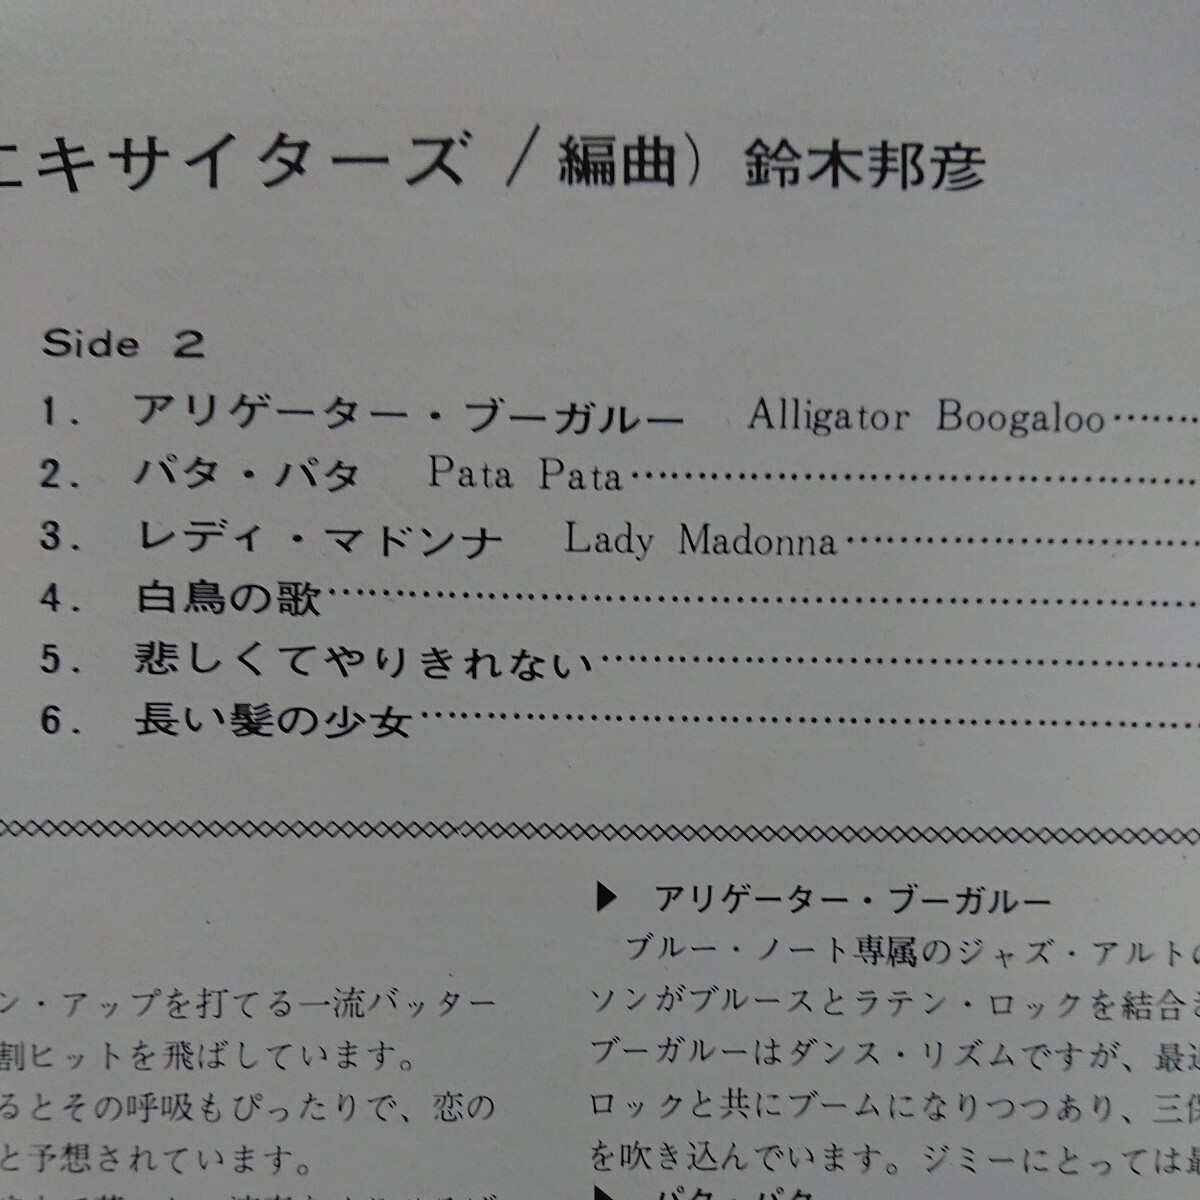 エキサイターズ / 編曲) 鈴木邦彦
Side 2
1. アリゲーター・ブーガルー Alligator Boogaloo
2. パタ・パタ Pata Pata
3. レディ・マドンナ Lady Madonna
4. 白鳥の歌
5. 悲しくてやりきれない
6. 長い髪の少女
ン・アップを打てる一流バッター
割ヒットを飛ばしています。
るとその呼吸もぴったりで、恋の
と予想されています。
▶ アリゲーター・ブーガルー
ブルー・ノート専属のジャズ・アルトの
ソンがブルースとラテン・ロックを結合さ
ブーガルーはダンス・リズムですが、最近
ロックと共にブームになりつつあり、三保
を吹き込んでいます。ジミーにとっては最
▶ パタ・パタ